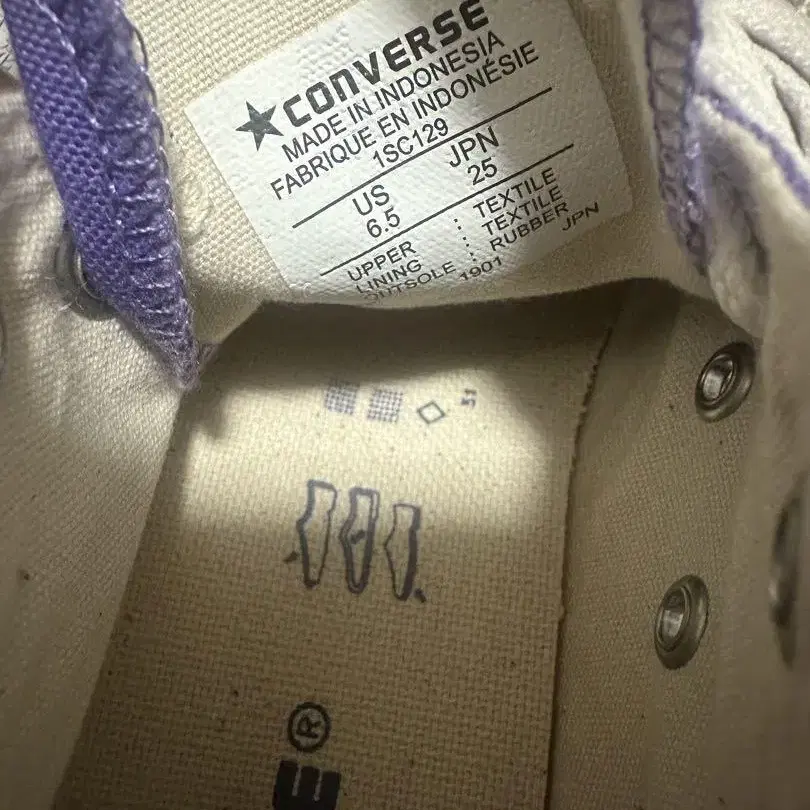 CONVERSE
MADE IN INDONESIA
FABRIQUE EN INDONÉSIE
1SC129
US JPN
6.5 25
UPPER : TEXTILE
LINING : TEXTILE
OUTSOLE : RUBBER
1901 JPN
E®